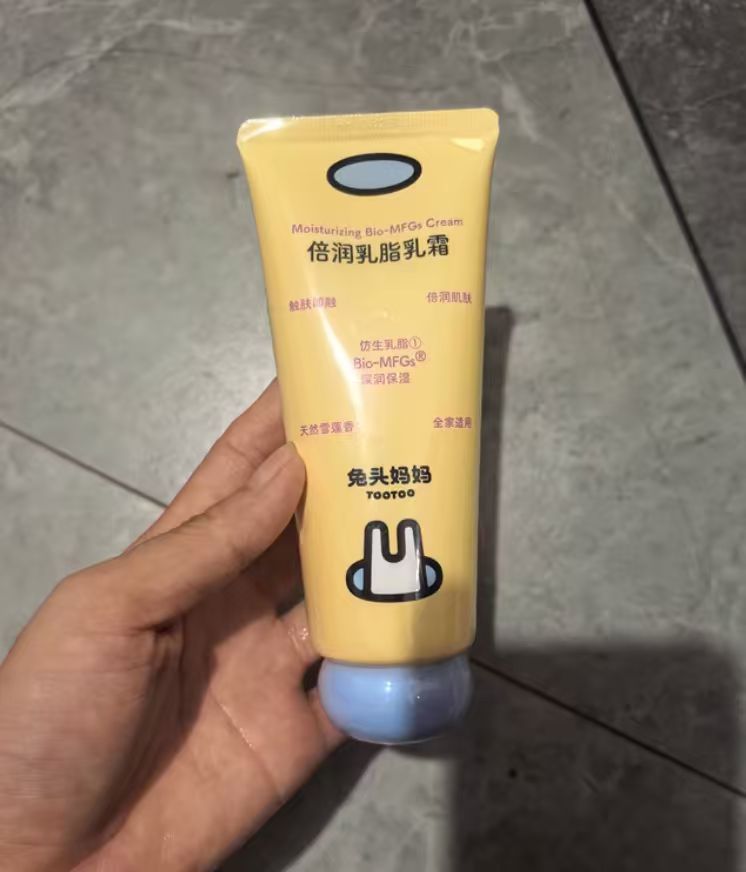 Moisturizing Bio-MFGs Cream
倍润乳脂乳霜
触肤即融 倍润肌肤
仿生乳脂①
Bio-MFGs®
深润保湿
天然雪莲香 全家适用
兔头妈妈
TOOTOO